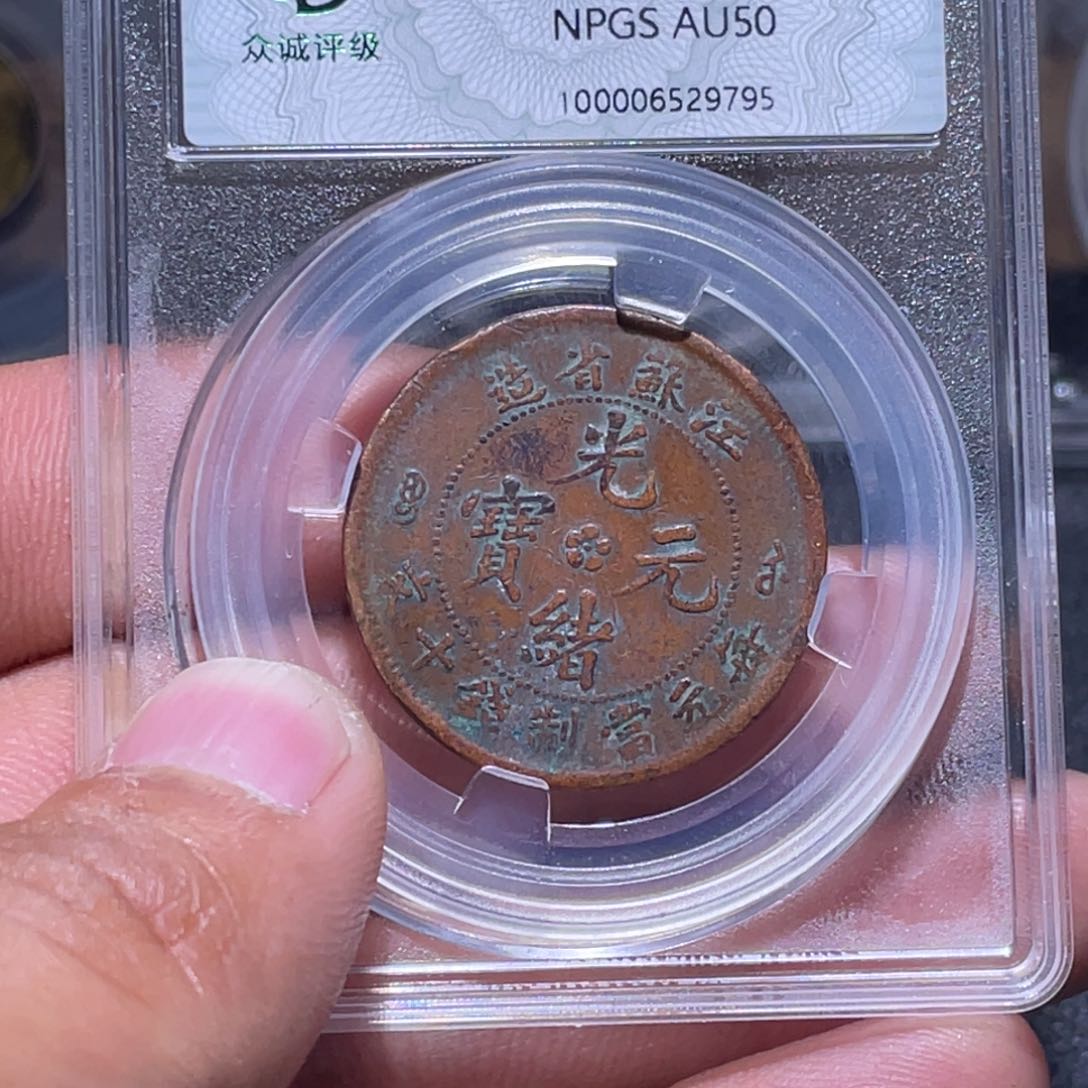 NPGS AU50
众诚评级
100006529795
江蘇省造
光緒元寶
每元當制錢十文